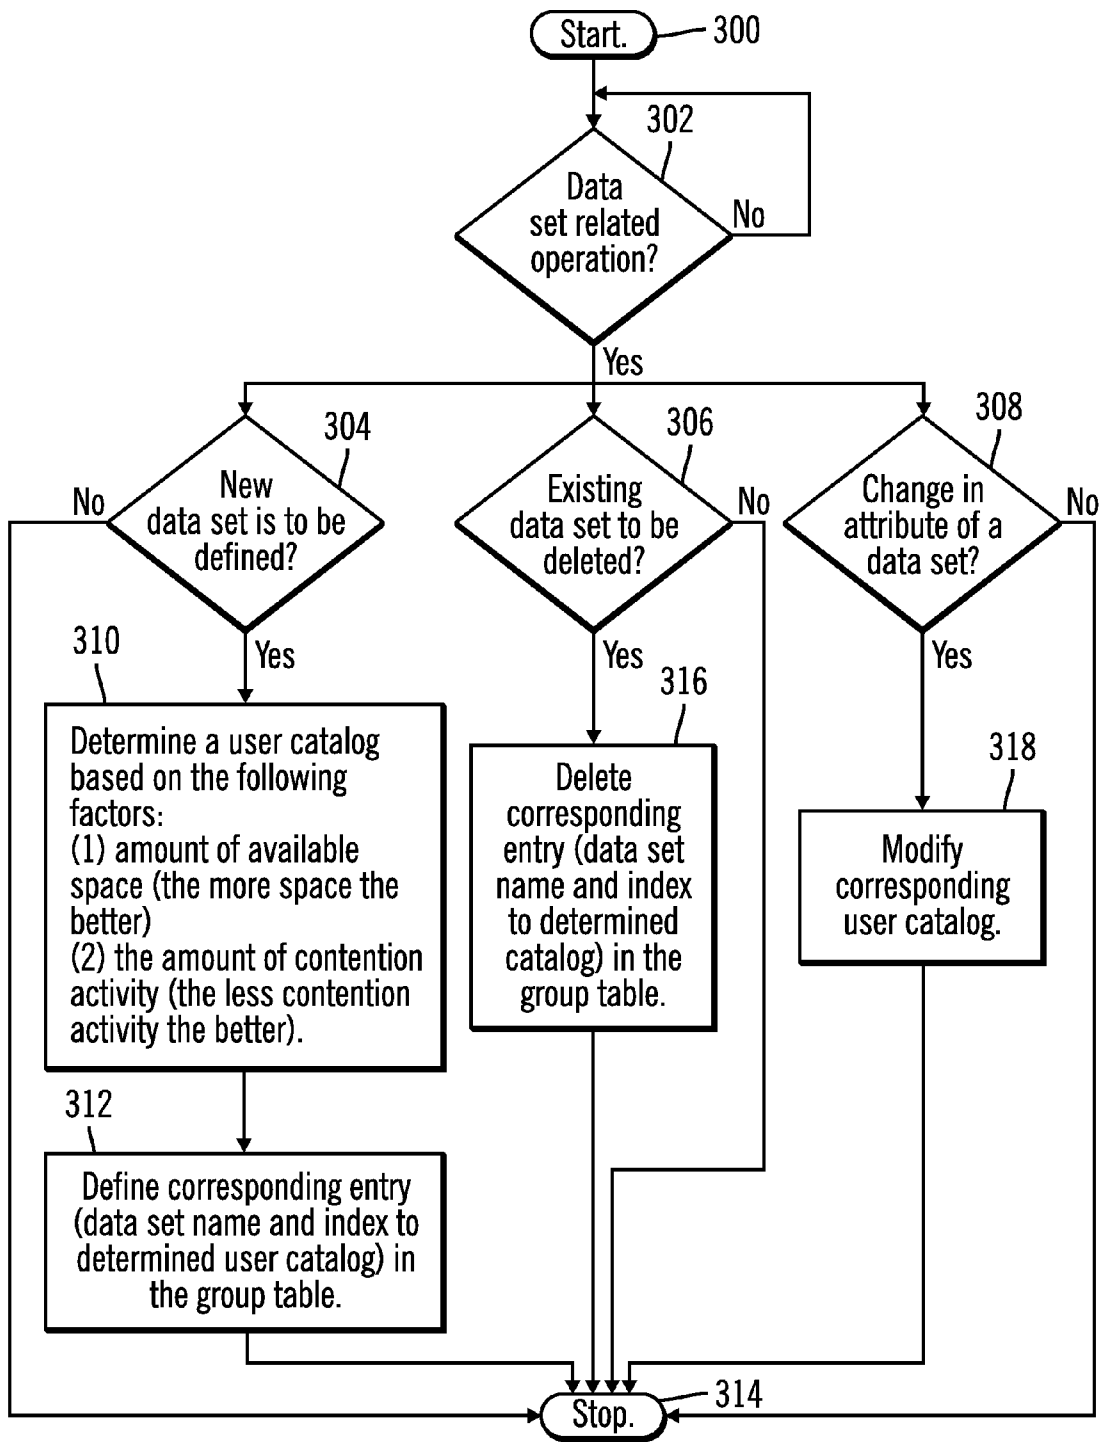 Start.
300
302
Data
set related
operation?
No
Yes
304
New
data set is to be
defined?
No
Yes
306
Existing
data set to be
deleted?
No
Yes
308
Change in
attribute of a
data set?
No
Yes
310
Determine a user catalog
based on the following
factors:
(1) amount of available
space (the more space the
better)
(2) the amount of contention
activity (the less contention
activity the better).
316
Delete
corresponding
entry (data set
name and index
to determined
catalog) in the
group table.
318
Modify
corresponding
user catalog.
312
Define corresponding entry
(data set name and index to
determined user catalog) in
the group table.
314
Stop.